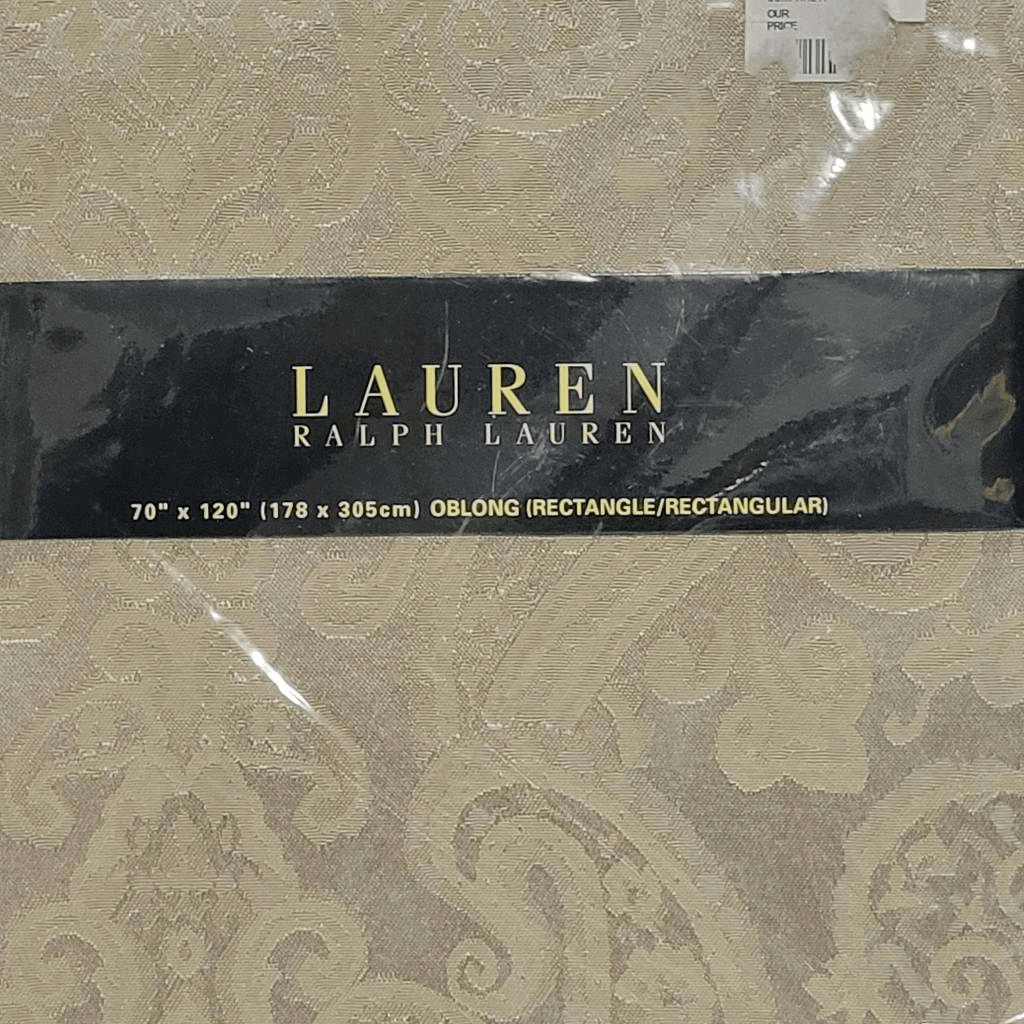 OUR
PRICE
LAUREN
RALPH LAUREN
70" x 120" (178 x 305cm) OBLONG (RECTANGLE/RECTANGULAR)